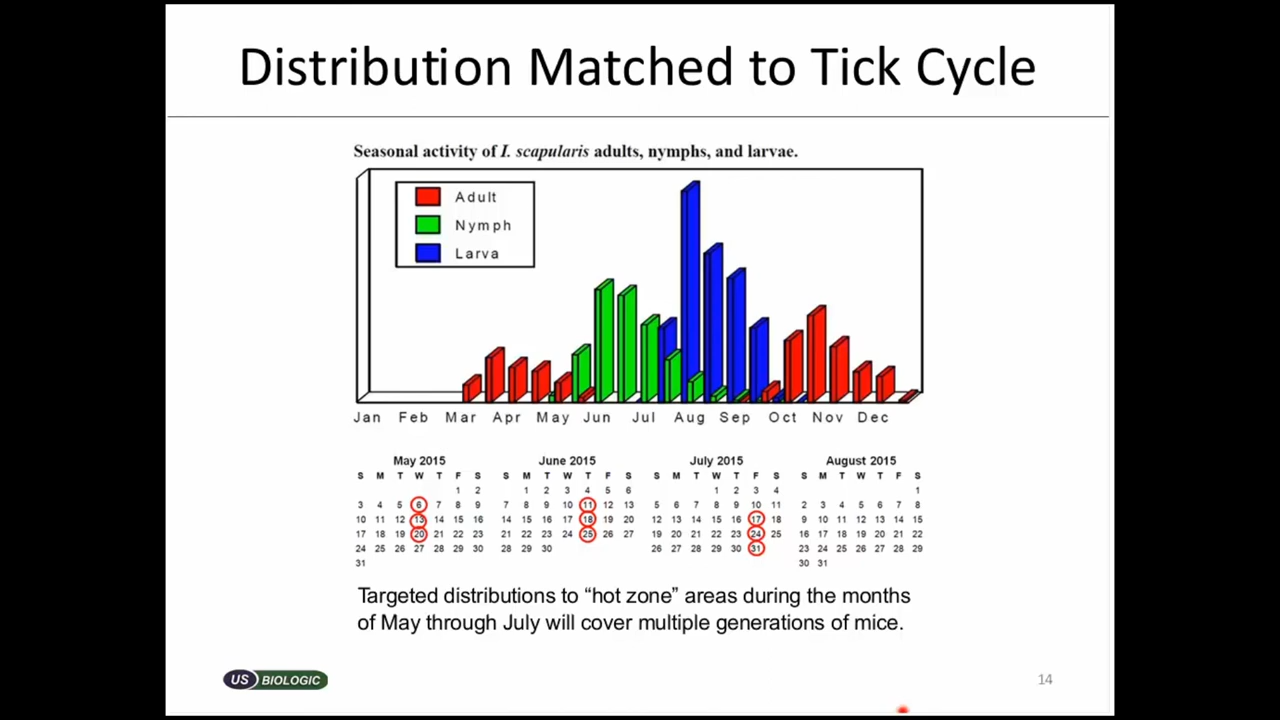 Distribution Matched to Tick Cycle
Seasonal activity of I. scapularis adults, nymphs, and larvae.
Adult
Nymph
Larva
Jan Feb Mar Apr May Jun Jul Aug Sep Oct Nov Dec
May 2015
S M T W T F S
1 2
3 4 5 6 7 8 9
10 11 12 13 14 15 16
17 18 19 20 21 22 23
24 25 26 27 28 29 30
31
June 2015
S M T W T F S
1 2 3 4 5 6
7 8 9 10 11 12 13
14 15 16 17 18 19 20
21 22 23 24 25 26 27
28 29 30
July 2015
S M T W T F S
1 2 3 4
5 6 7 8 9 10 11
12 13 14 15 16 17 18
19 20 21 22 23 24 25
26 27 28 29 30 31
August 2015
S M T W T F S
1
2 3 4 5 6 7 8
9 10 11 12 13 14 15
16 17 18 19 20 21 22
23 24 25 26 27 28 29
30 31
Targeted distributions to “hot zone” areas during the months
of May through July will cover multiple generations of mice.
US BIOLOGIC
14